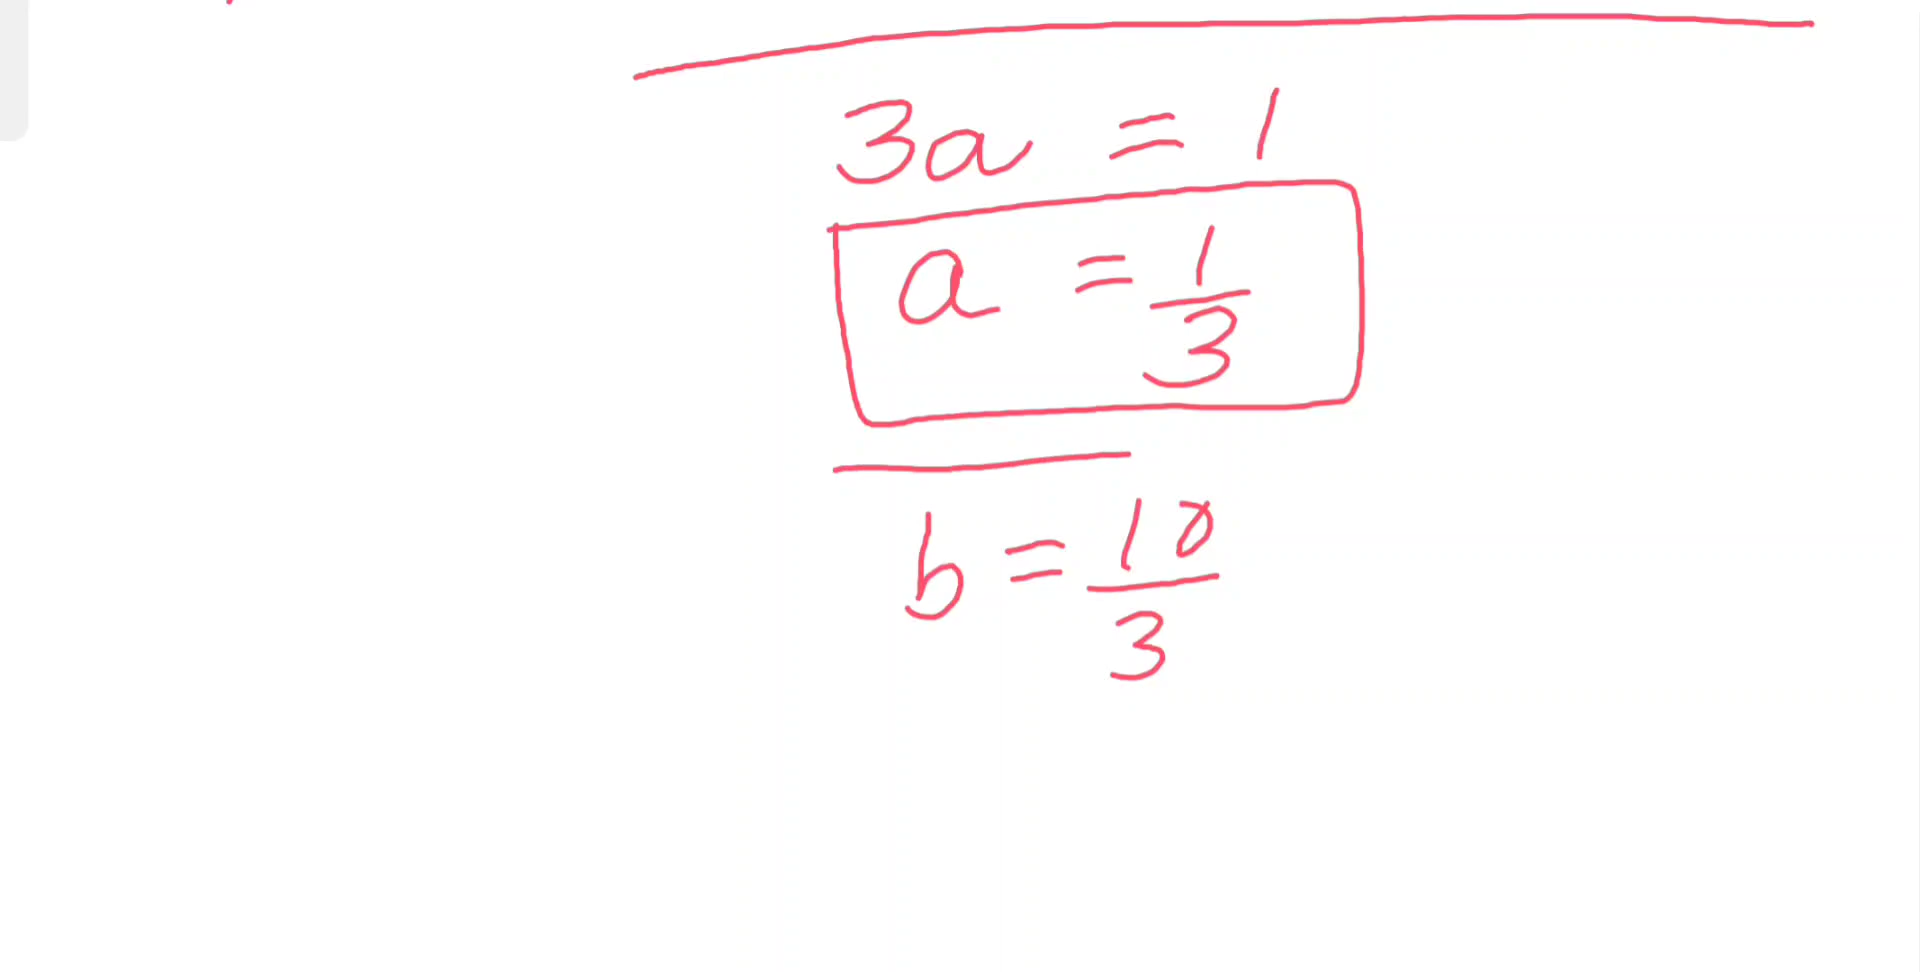 3a = 1
a = 1/3
b = 10/3